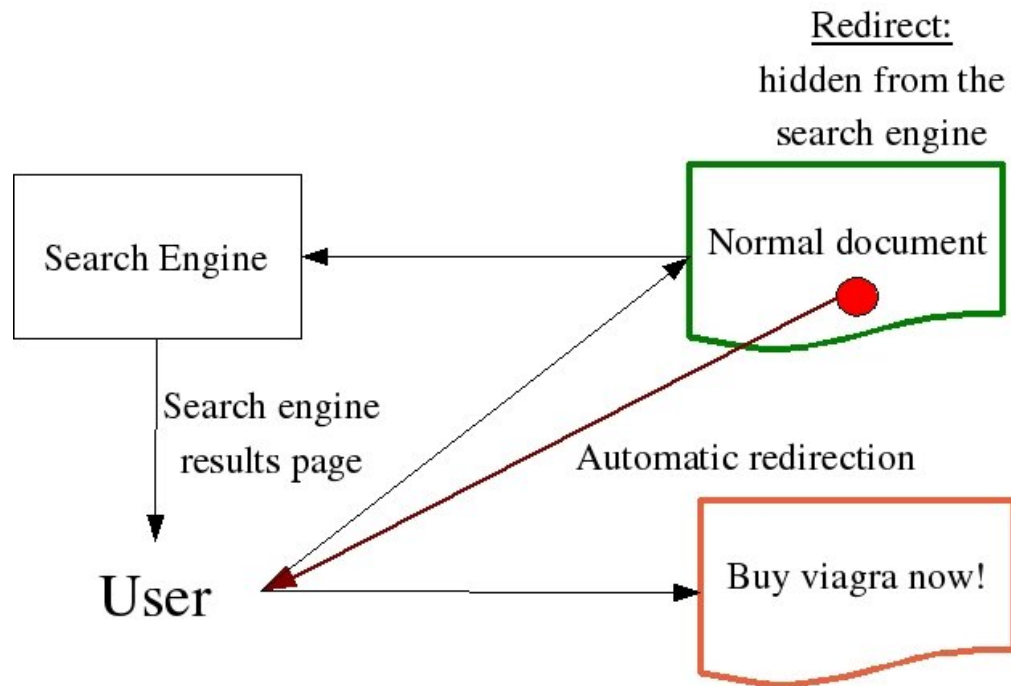 Redirect:
hidden from the
search engine
Search Engine
Normal document
Search engine
results page
Automatic redirection
User
Buy viagra now!